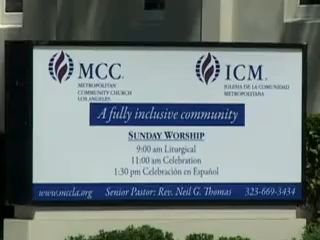 MCC.
METROPOLITAN
COMMUNITY CHURCH
LOS ANGELES
ICM.
IGLESIA DE LA COMUNIDAD
METROPOLITANA
A fully inclusive community
SUNDAY WORSHIP
9:00 am Liturgical
11:00 am Celebration
1:30 pm Celebración en Español
www.mccla.org Senior Pastor: Rev. Neil G. Thomas 323-669-3434